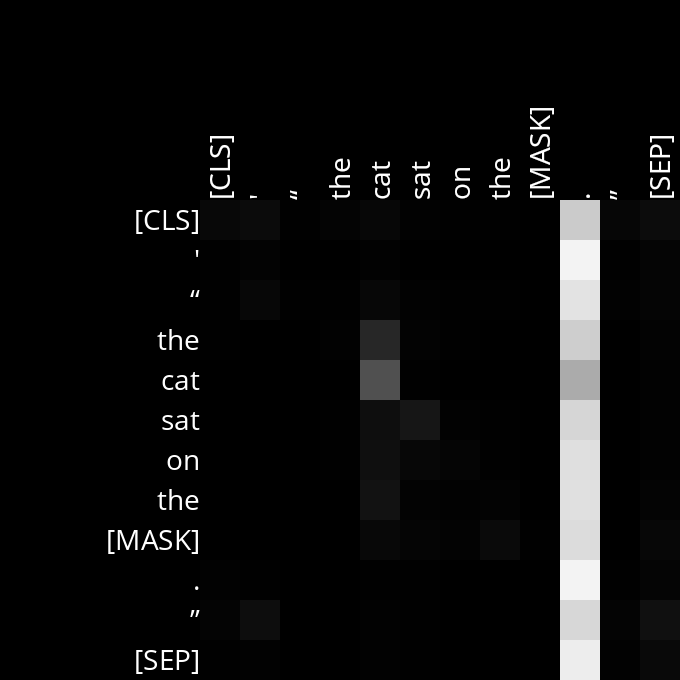 [CLS] ' “ the cat sat on the [MASK] . ” [SEP]
[CLS]
'
“
the
cat
sat
on
the
[MASK]
.
”
[SEP]